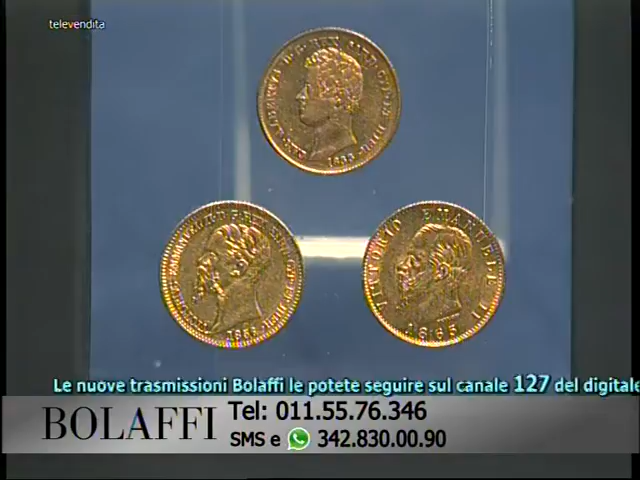 televendita
VITTORIO EMANUELE II
1865
Le nuove trasmissioni Bolaffi le potete seguire sul canale 127 del digitale
BOLAFFI
Tel: 011.55.76.346
SMS e 342.830.00.90